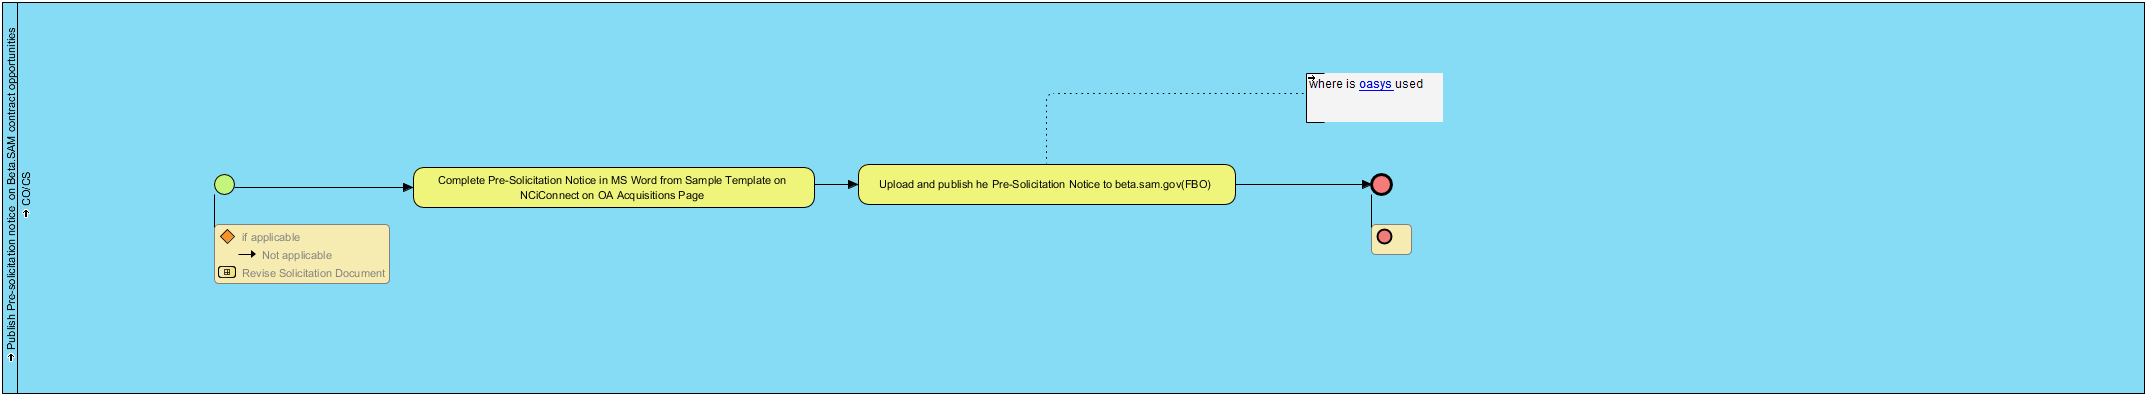 Publish Pre-solicitation notice on Beta.SAM contract opportunities
CO/CS
where is oasys used
Complete Pre-Solicitation Notice in MS Word from Sample Template on
NCiConnect on OA Acquisitions Page
Upload and publish he Pre-Solicitation Notice to beta.sam.gov(FBO)
if applicable
Not applicable
Revise Solicitation Document